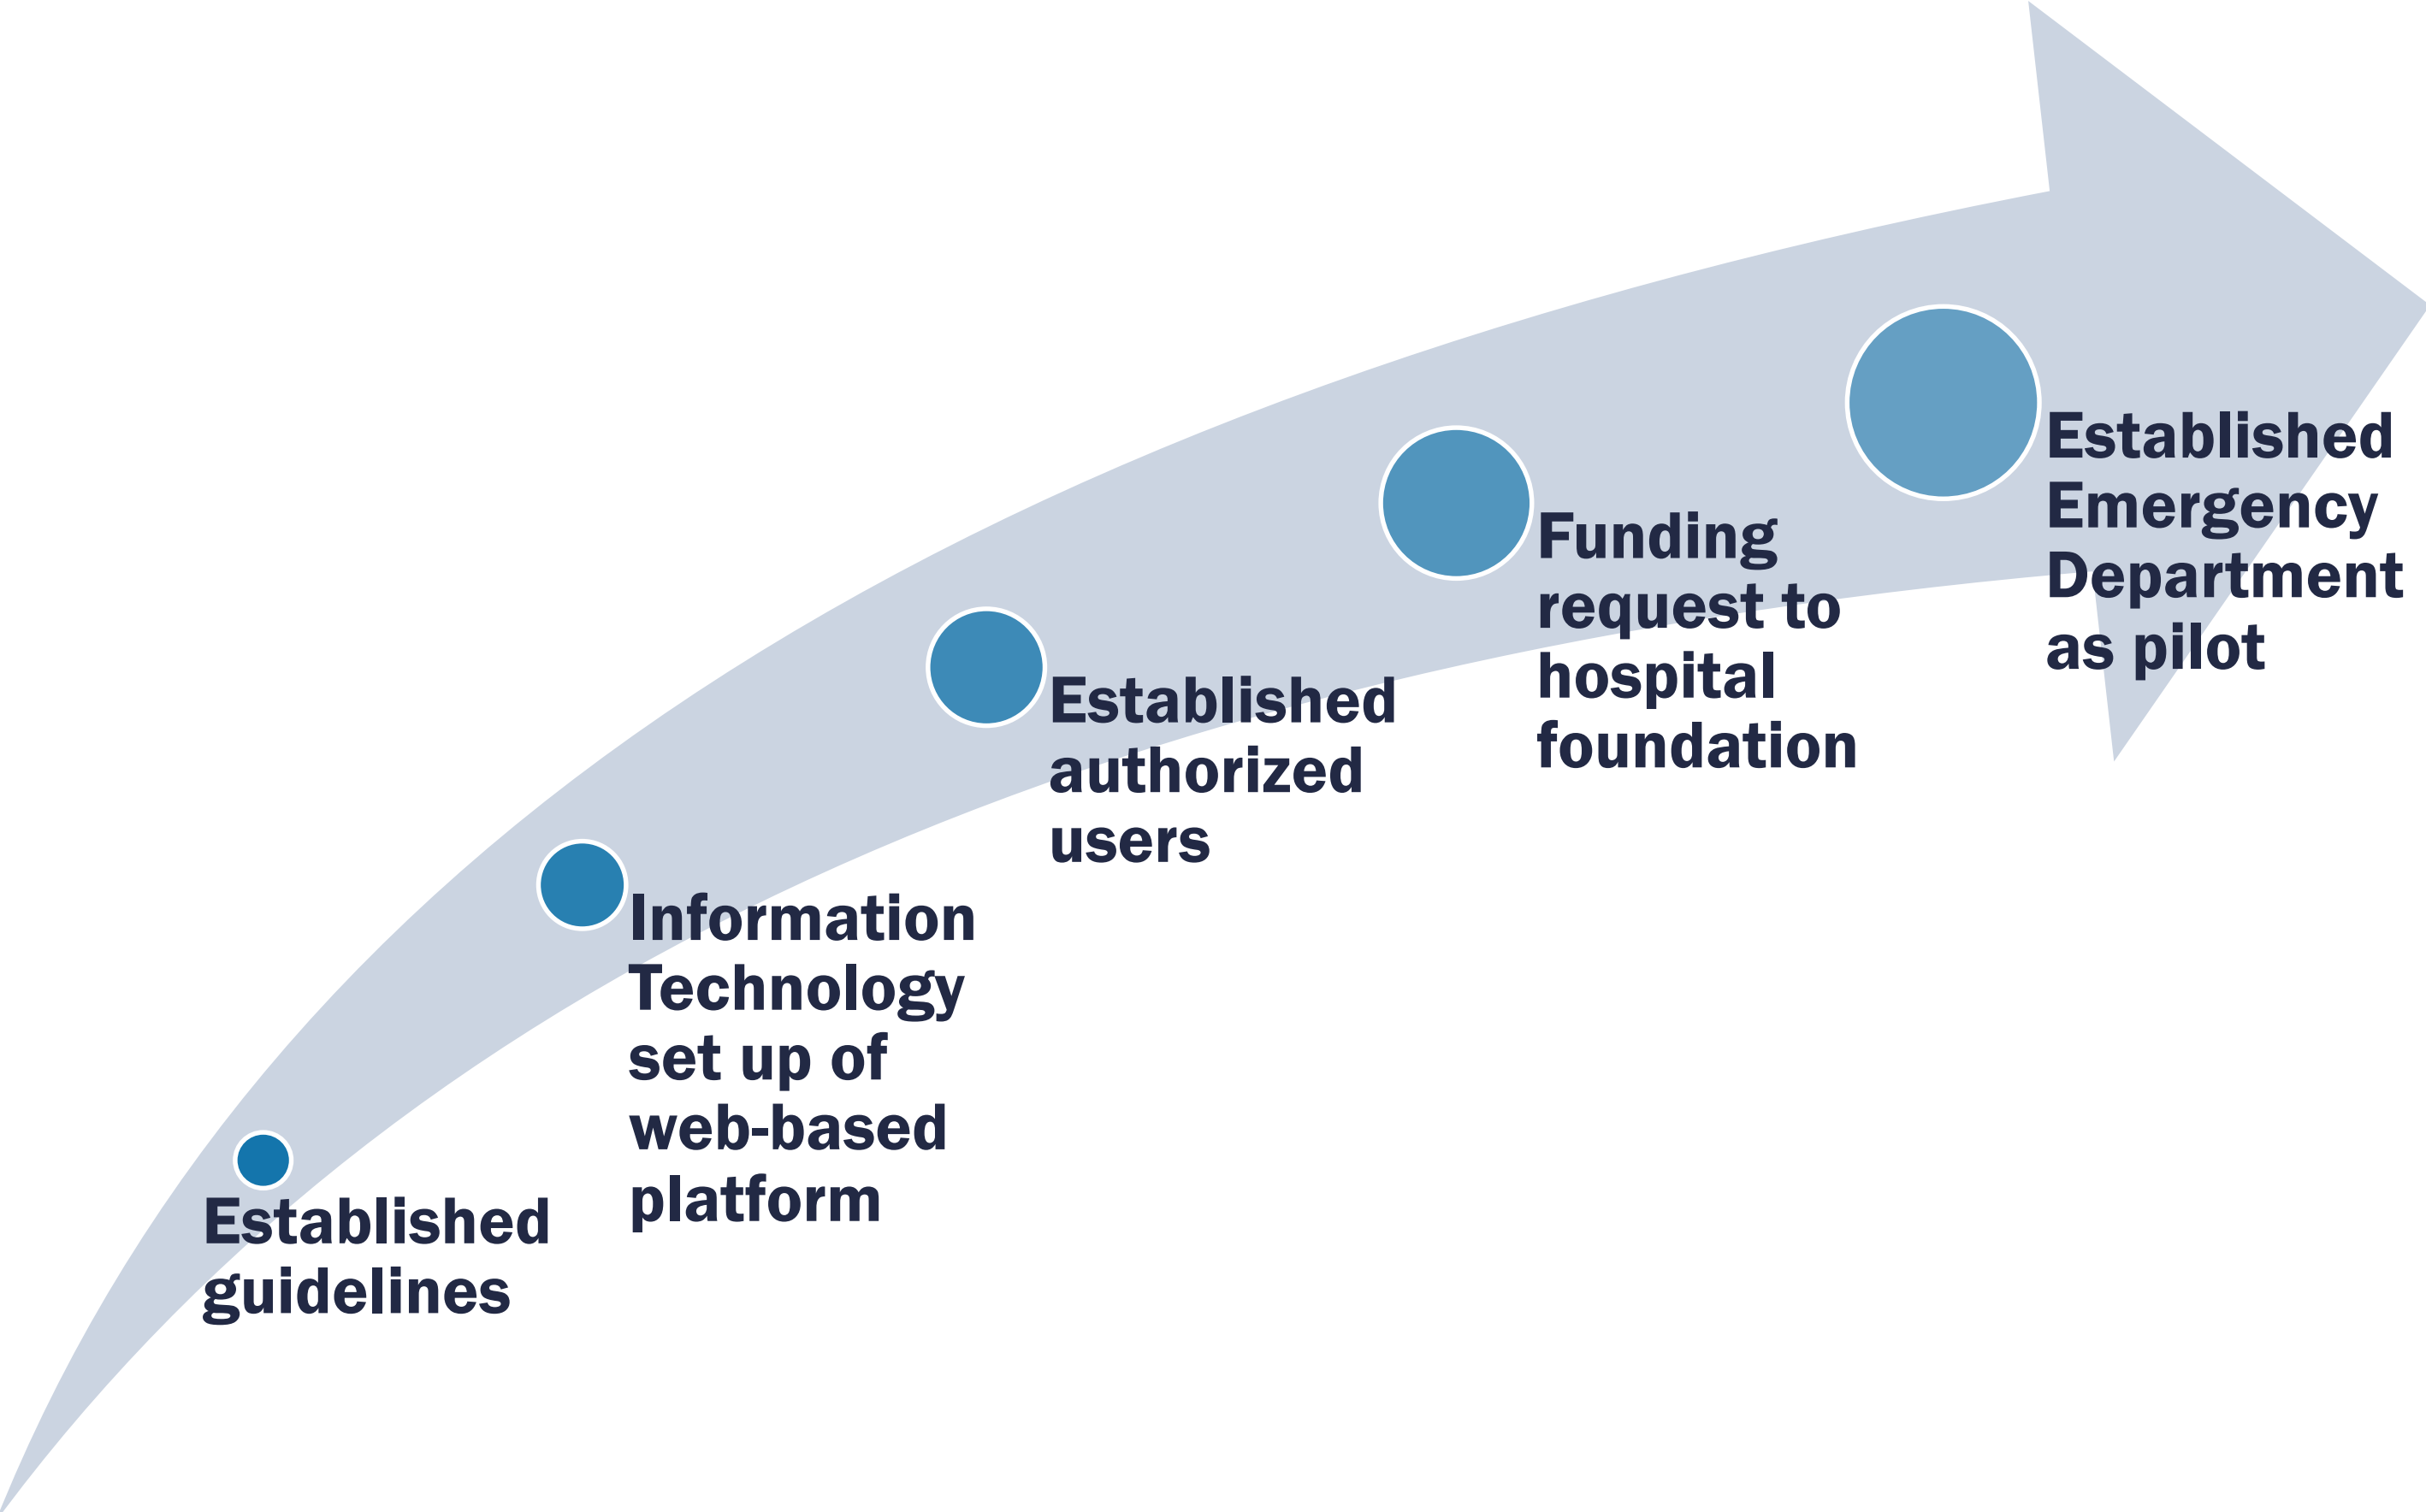 Established
guidelines
Information
Technology
set up of
web-based
platform
Established
authorized
users
Funding
request to
hospital
foundation
Established
Emergency
Department
as pilot